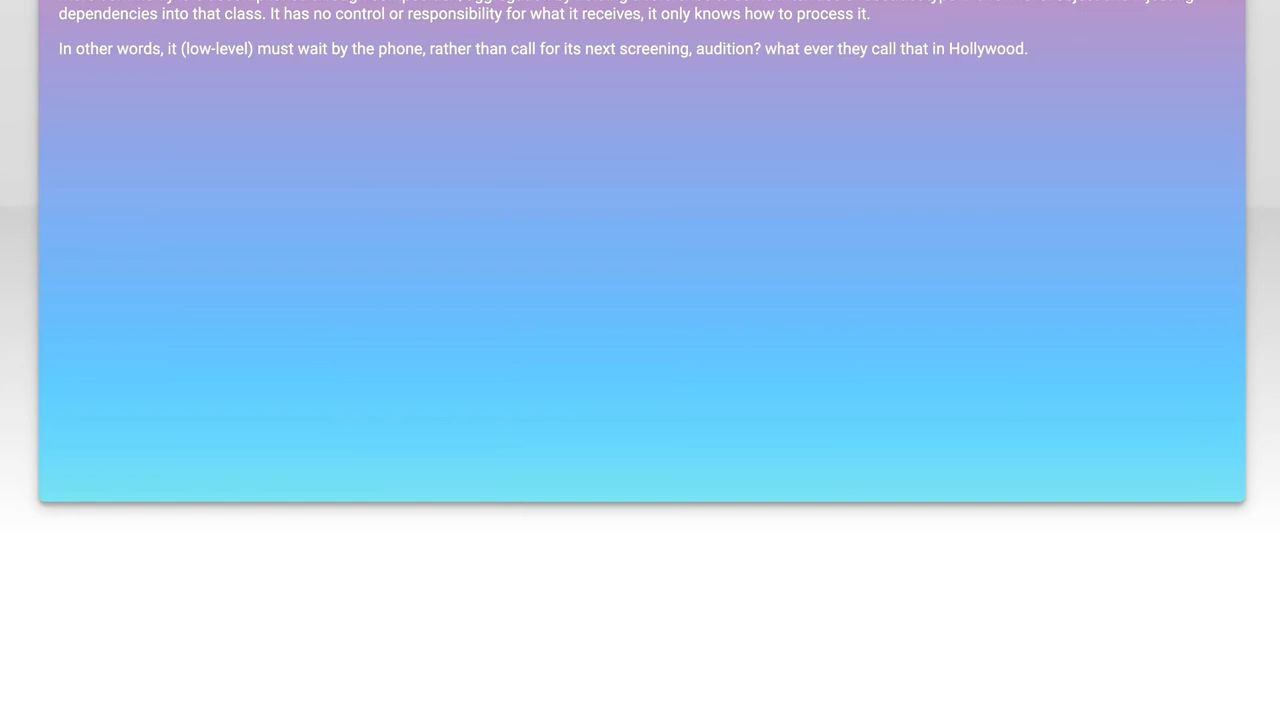 dependencies into that class. It has no control or responsibility for what it receives, it only knows how to process it.
In other words, it (low-level) must wait by the phone, rather than call for its next screening, audition? what ever they call that in Hollywood.